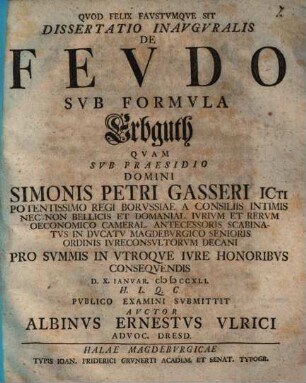 QVOD FELIX FAVSTVMQVE SIT
DISSERTATIO INAVGVRALIS
DE
FEVDO
SVB FORMVLA
Erbguth
QVAM
SVB PRAESIDIO
DOMINI
SIMONIS PETRI GASSERI ICTI
POTENTISSIMO REGI BORVSSIAE, A CONSILIIS INTIMIS
NEC NON BELLICIS ET DOMANIAL. IVRIVM ET RERVM
OECONOMICO CAMERAL. ANTECESSORIS SCABINA-
TVS IN DVCATV MAGDEBVRGICO SENIORIS
ORDINIS IVRECONSVLTORVM DECANI
PRO SVMMIS IN VTROQVE IVRE HONORIBVS
CONSEQVENDIS
D. X. IANVAR. CIↃIↃCCXLI.
H. L. Q. C
PVBLICO EXAMINI SVBMITTIT
AVCTOR
ALBINVS ERNESTVS VLRICI
ADVOC. DRESD.
HALAE MAGDEBVRGICAE
TYPIS IOAN. FRIDERICI GRVNERTI ACADEM. ET SENAT. TYPOGR.